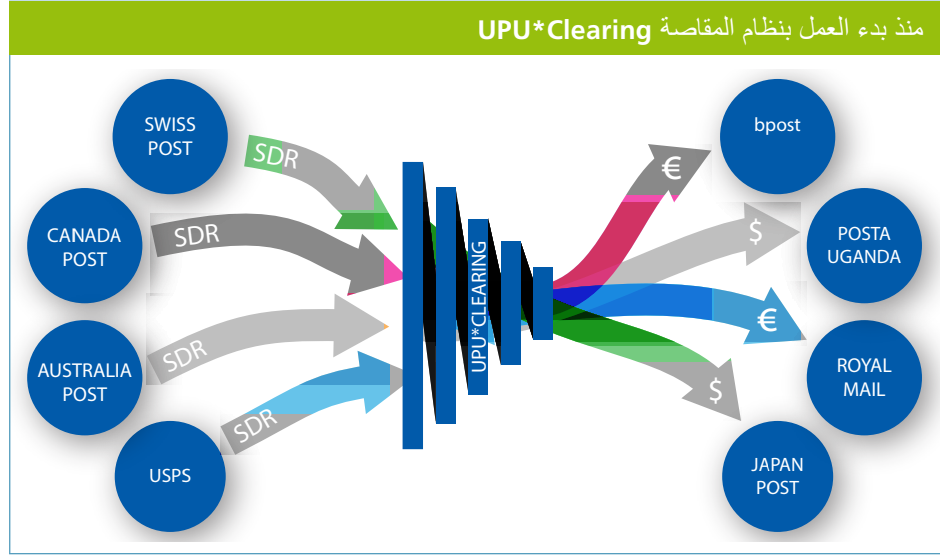 منذ بدء العمل بنظام المقاصة UPU*Clearing
SWISS
POST
CANADA
POST
AUSTRALIA
POST
USPS
SDR
SDR
SDR
SDR
UPU*CLEARING
€
$
€
$
bpost
POSTA
UGANDA
ROYAL
MAIL
JAPAN
POST